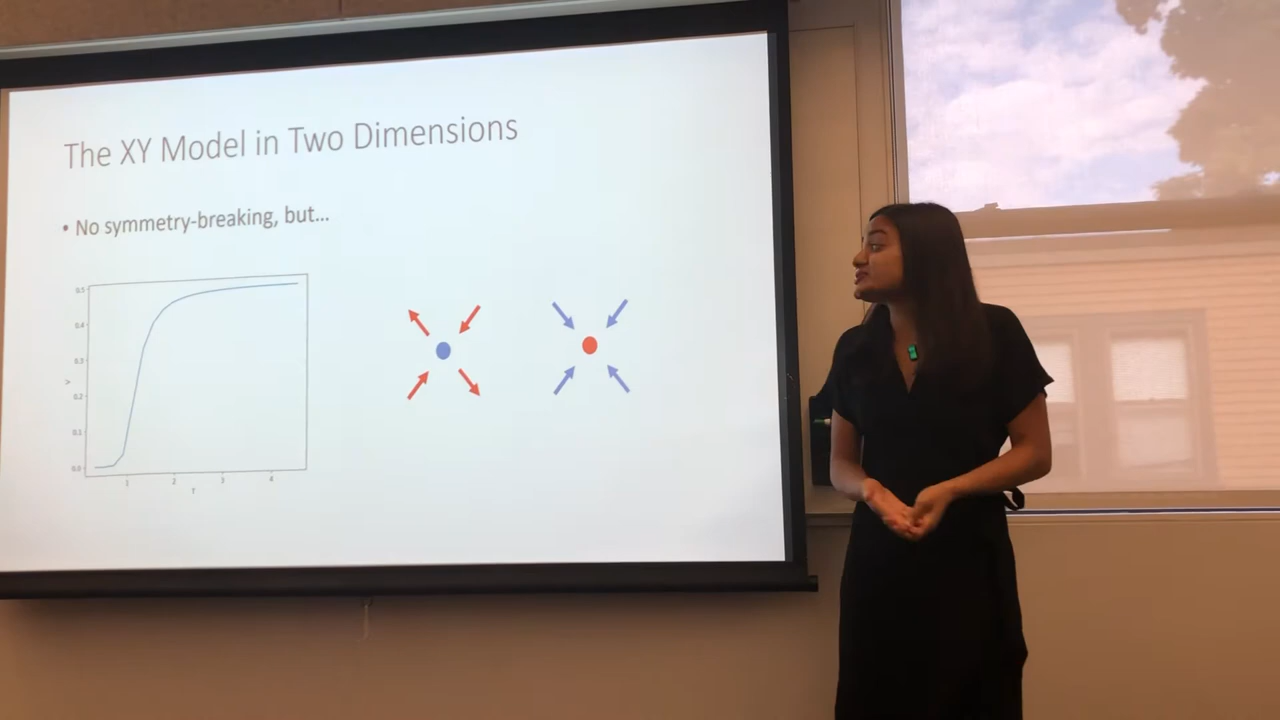 The XY Model in Two Dimensions
• No symmetry-breaking, but...
0.5
0.4
0.3
0.2
0.1
0.0
V
1 2 3 4
T